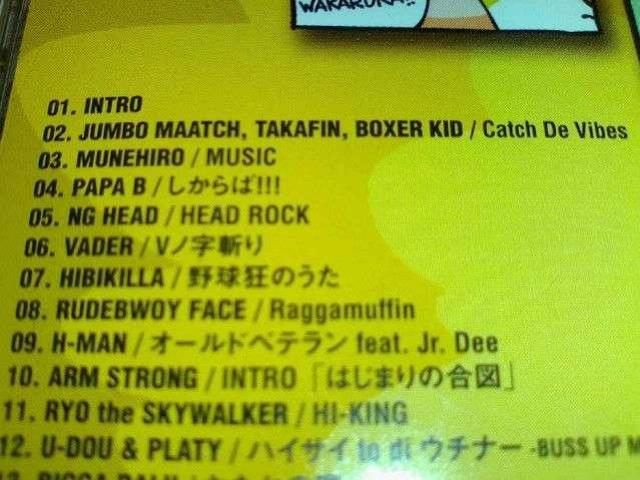 WAKARUKA!!
01. INTRO
02. JUMBO MAATCH, TAKAFIN, BOXER KID / Catch De Vibes
03. MUNEHIRO / MUSIC
04. PAPA B / しからば!!!
05. NG HEAD / HEAD ROCK
06. VADER / Vノ字斬り
07. HIBIKILLA / 野球狂のうた
08. RUDEBWOY FACE / Raggamuffin
09. H-MAN / オールドベテラン feat. Jr. Dee
10. ARM STRONG / INTRO「はじまりの合図」
11. RYO the SKYWALKER / HI-KING
12. U-DOU & PLATY / ハイサイ to di ウチナー -BUSS UP M